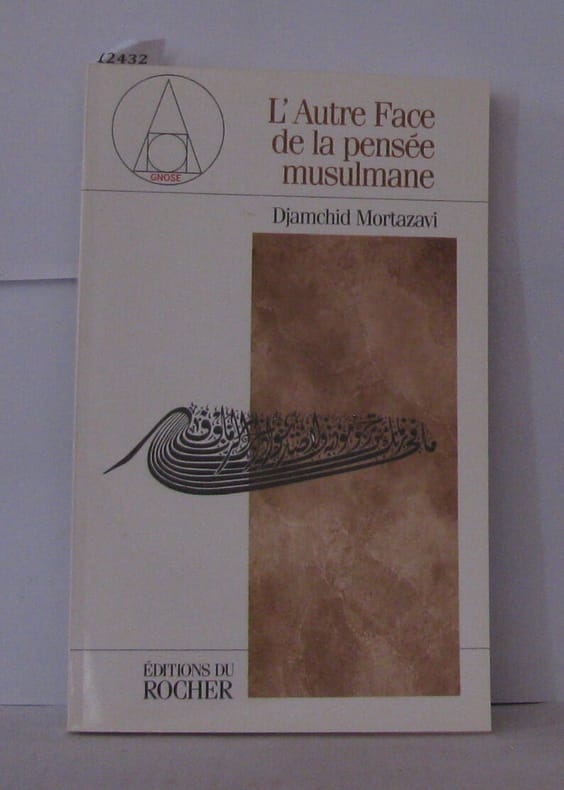 12432
GNOSE
L'Autre Face
de la pensée
musulmane
Djamchid Mortazavi
ÉDITIONS DU
ROCHER